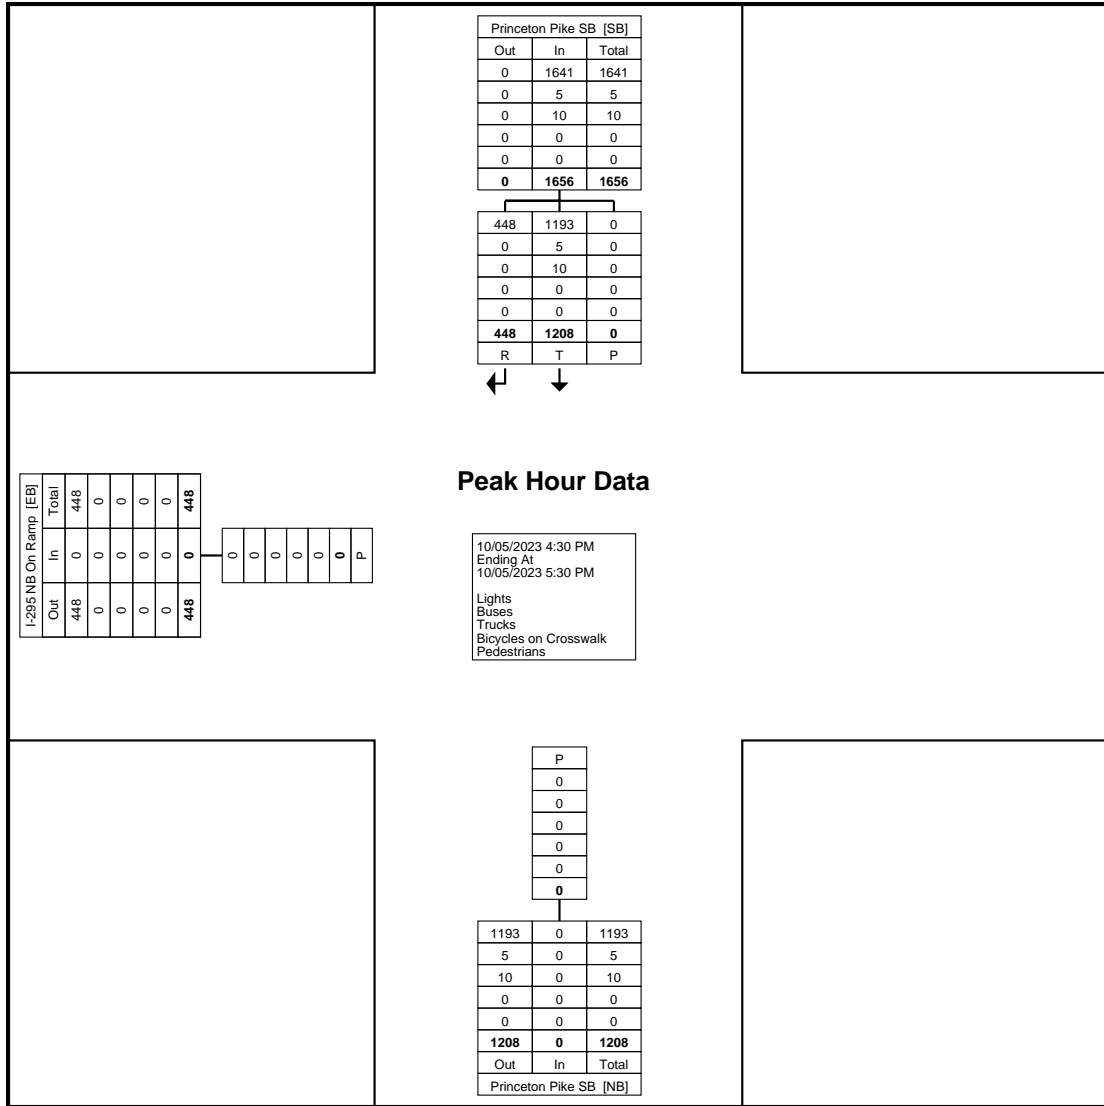 Princeton Pike SB [SB]
Out In Total
0 1641 1641
0 5 5
0 10 10
0 0 0
0 0 0
0 1656 1656
448 1193 0
0 5 0
0 10 0
0 0 0
0 0 0
448 1208 0
R T P
I-295 NB On Ramp [EB]
Out In Total
448 0 448
0 0 0
0 0 0
0 0 0
0 0 0
448 0 448
0
0
0
0
0
0
P
Peak Hour Data
10/05/2023 4:30 PM
Ending At
10/05/2023 5:30 PM
Lights
Buses
Trucks
Bicycles on Crosswalk
Pedestrians
P
0
0
0
0
0
0
1193 0 1193
5 0 5
10 0 10
0 0 0
0 0 0
1208 0 1208
Out In Total
Princeton Pike SB [NB]